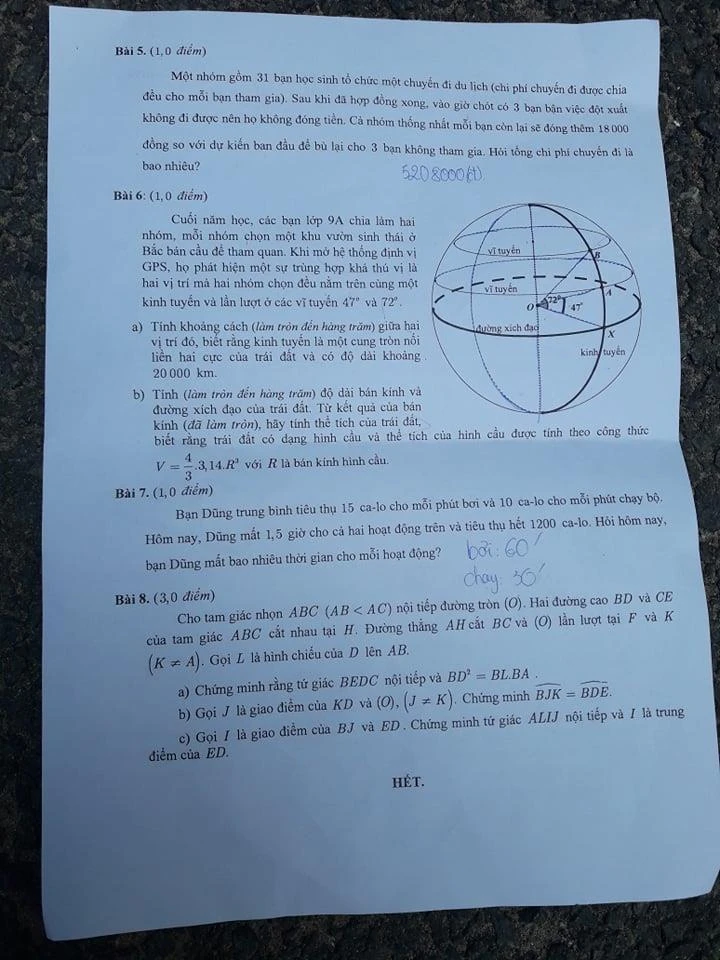 Bài 5. (1,0 điểm)
Một nhóm gồm 31 bạn học sinh tổ chức một chuyến đi du lịch (chi phí chuyến đi được chia
đều cho mỗi bạn tham gia). Sau khi đã hợp đồng xong, vào giờ chót có 3 bạn bận việc đột xuất
không đi được nên họ không đóng tiền. Cả nhóm thống nhất mỗi bạn còn lại sẽ đóng thêm 18 000
đồng so với dự kiến ban đầu để bù lại cho 3 bạn không tham gia. Hỏi tổng chi phí chuyến đi là
bao nhiêu?
5208000(đ)
Bài 6: (1,0 điểm)
Cuối năm học, các bạn lớp 9A chia làm hai
nhóm, mỗi nhóm chọn một khu vườn sinh thái ở
Bắc bán cầu để tham quan. Khi mở hệ thống định vị
GPS, họ phát hiện một sự trùng hợp khá thú vị là
hai vị trí mà hai nhóm chọn đều nằm trên cùng một
kinh tuyến và lần lượt ở các vĩ tuyến 47° và 72°.
a) Tính khoảng cách (làm tròn đến hàng trăm) giữa hai
vị trí đó, biết rằng kinh tuyến là một cung tròn nối
liền hai cực của trái đất và có độ dài khoảng
20 000 km.
b) Tính (làm tròn đến hàng trăm) độ dài bán kính và
đường xích đạo của trái đất. Từ kết quả của bán
kính (đã làm tròn), hãy tính thể tích của trái đất,
biết rằng trái đất có dạng hình cầu và thể tích của hình cầu được tính theo công thức
V = 4/3 .3,14.R³ với R là bán kính hình cầu.
vĩ tuyến
B
vĩ tuyến
A
O
72°
47°
đường xích đạo
X
kinh tuyến
Bài 7. (1,0 điểm)
Bạn Dũng trung bình tiêu thụ 15 ca-lo cho mỗi phút bơi và 10 ca-lo cho mỗi phút chạy bộ.
Hôm nay, Dũng mất 1,5 giờ cho cả hai hoạt động trên và tiêu thụ hết 1200 ca-lo. Hỏi hôm nay,
bạn Dũng mất bao nhiêu thời gian cho mỗi hoạt động?
bơi: 60'
chạy: 30'
Bài 8. (3,0 điểm)
Cho tam giác nhọn ABC (AB < AC) nội tiếp đường tròn (O). Hai đường cao BD và CE
của tam giác ABC cắt nhau tại H. Đường thẳng AH cắt BC và (O) lần lượt tại F và K
(K ≠ A). Gọi L là hình chiếu của D lên AB.
a) Chứng minh rằng tứ giác BEDC nội tiếp và BD² = BL.BA .
b) Gọi J là giao điểm của KD và (O), (J ≠ K). Chứng minh B̂JK = B̂DE.
c) Gọi I là giao điểm của BJ và ED. Chứng minh tứ giác ALIJ nội tiếp và I là trung
điểm của ED.
HẾT.